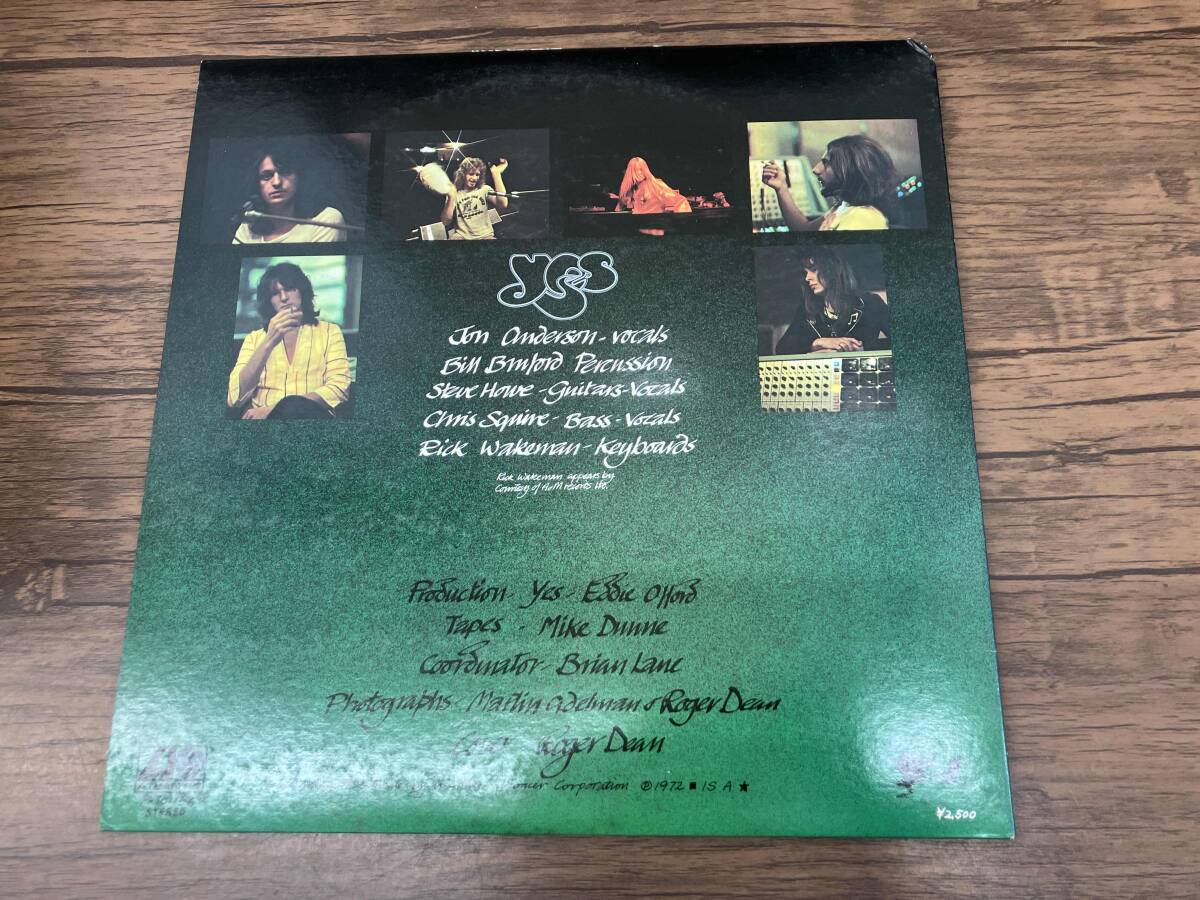 yes
Jon Anderson - vocals
Bill Bruford Percussion
Steve Howe - Guitars - Vocals
Chris Squire - Bass - Vocals
Rick Wakeman - Keyboards
Rick Wakeman appears by
Courtesy of A&M records Ltd.
Production - Yes - Eddie Offord
Tapes - Mike Dunne
Coordinator - Brian Lane
Photographs - Martin Adelman & Roger Dean
Cover Roger Dean
Corporation ℗ 1972 ■ IS A ★
STEREO
¥2,500